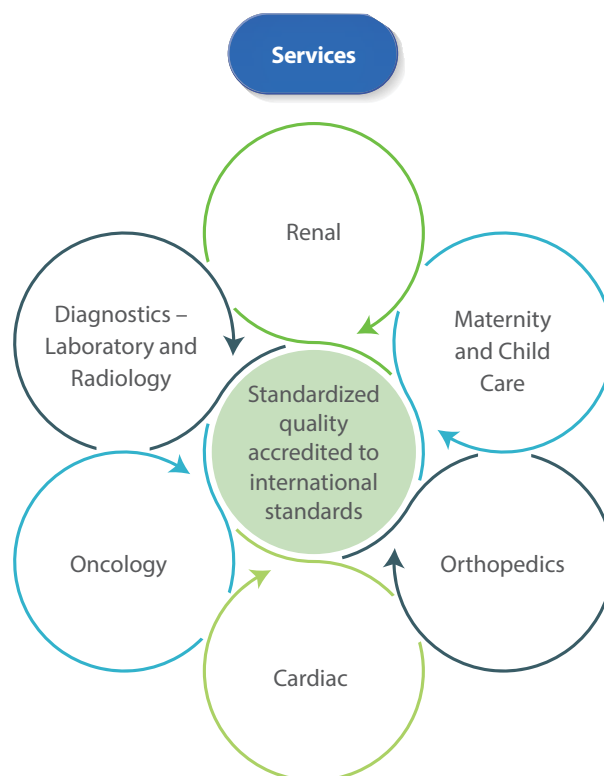 Services
Renal
Diagnostics –
Laboratory and
Radiology
Maternity
and Child
Care
Standardized
quality
accredited to
international
standards
Oncology
Orthopedics
Cardiac